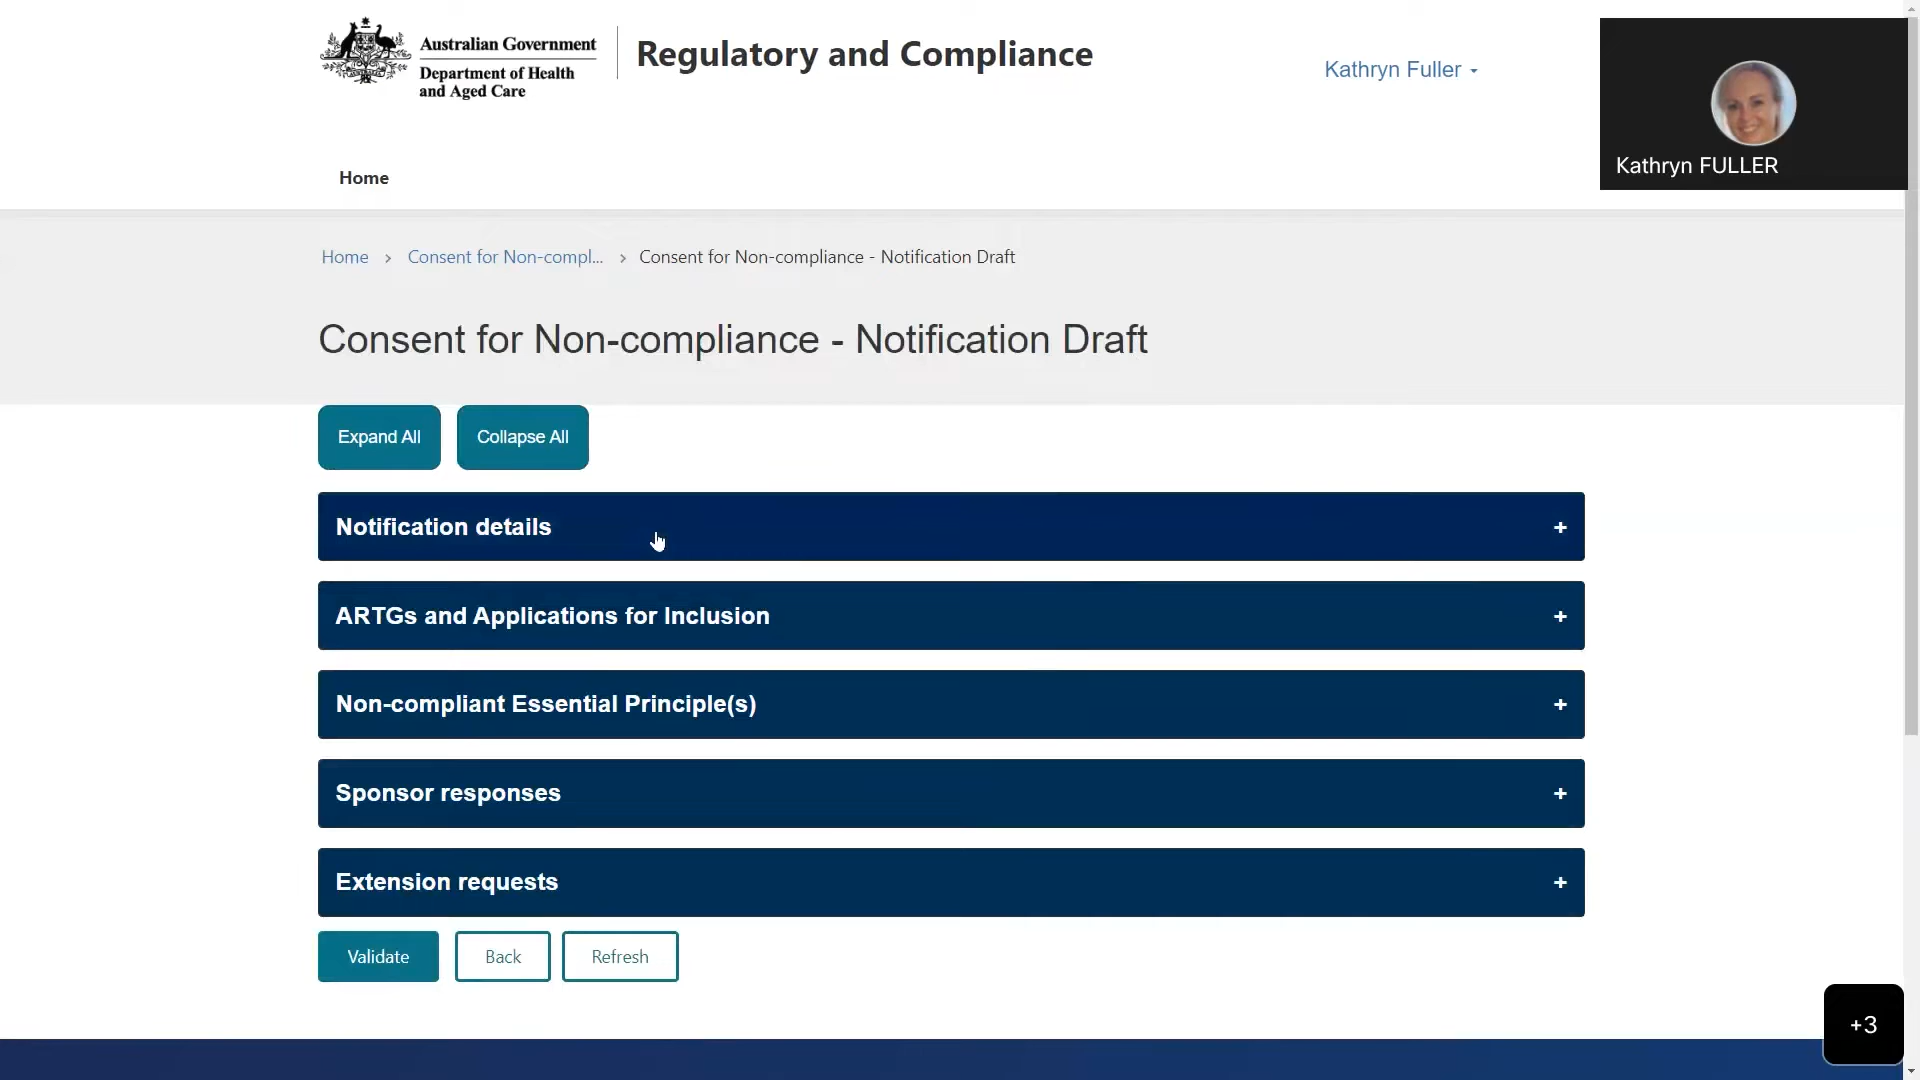 Australian Government
Department of Health
and Aged Care
Regulatory and Compliance
Kathryn Fuller
Kathryn FULLER
Home
Home > Consent for Non-compl... > Consent for Non-compliance - Notification Draft
Consent for Non-compliance - Notification Draft
Expand All Collapse All
Notification details +
ARTGs and Applications for Inclusion +
Non-compliant Essential Principle(s) +
Sponsor responses +
Extension requests +
Validate Back Refresh
+3